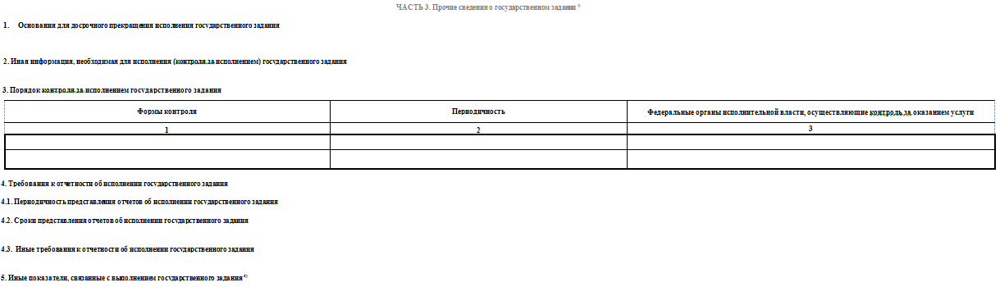 ЧАСТЬ 3. Прочие сведения о государственном задании ⁶⁾
1. Основания для досрочного прекращения исполнения государственного задания
2. Иная информация, необходимая для исполнения (контроля за исполнением) государственного задания
3. Порядок контроля за исполнением государственного задания
Формы контроля
Периодичность
Федеральные органы исполнительной власти, осуществляющие контроль за оказанием услуги
1
2
3
4. Требования к отчетности об исполнении государственного задания
4.1. Периодичность представления отчетов об исполнении государственного задания
4.2. Сроки представления отчетов об исполнении государственного задания
4.3. Иные требования к отчетности об исполнении государственного задания
5. Иные показатели, связанные с выполнением государственного задания ⁷⁾